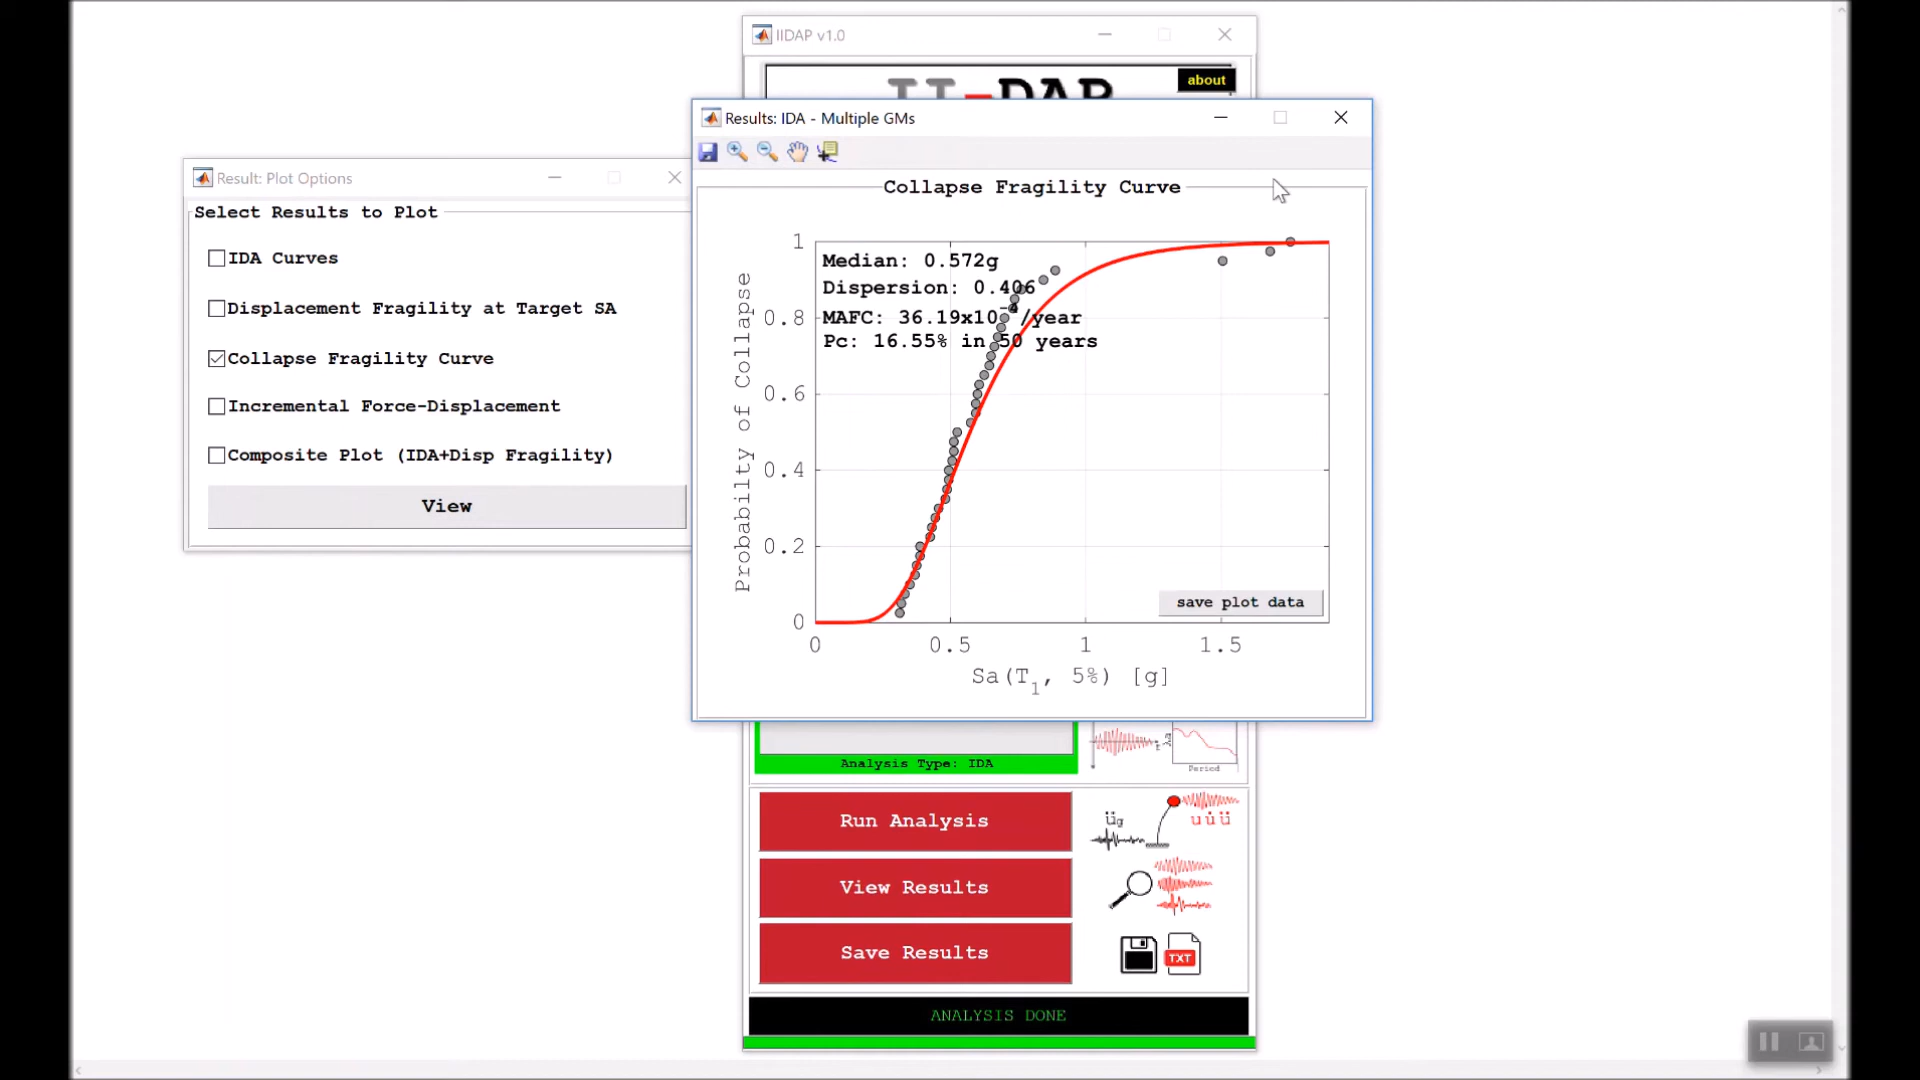 IIDAP v1.0
II-DAP
about
Results: IDA - Multiple GMs
Result: Plot Options
Select Results to Plot
IDA Curves
Displacement Fragility at Target SA
Collapse Fragility Curve
Incremental Force-Displacement
Composite Plot (IDA+Disp Fragility)
View
Collapse Fragility Curve
Median: 0.572g
Dispersion: 0.406
MAFC: 36.19x10⁻⁴/year
Pc: 16.55% in 50 years
Probabilty of Collapse
1
0.8
0.6
0.4
0.2
0
0 0.5 1 1.5
Sa(T₁, 5%) [g]
save plot data
Analysis Type: IDA
Period
Run Analysis
üg
u u̇ ü
View Results
Save Results
TXT
ANALYSIS DONE